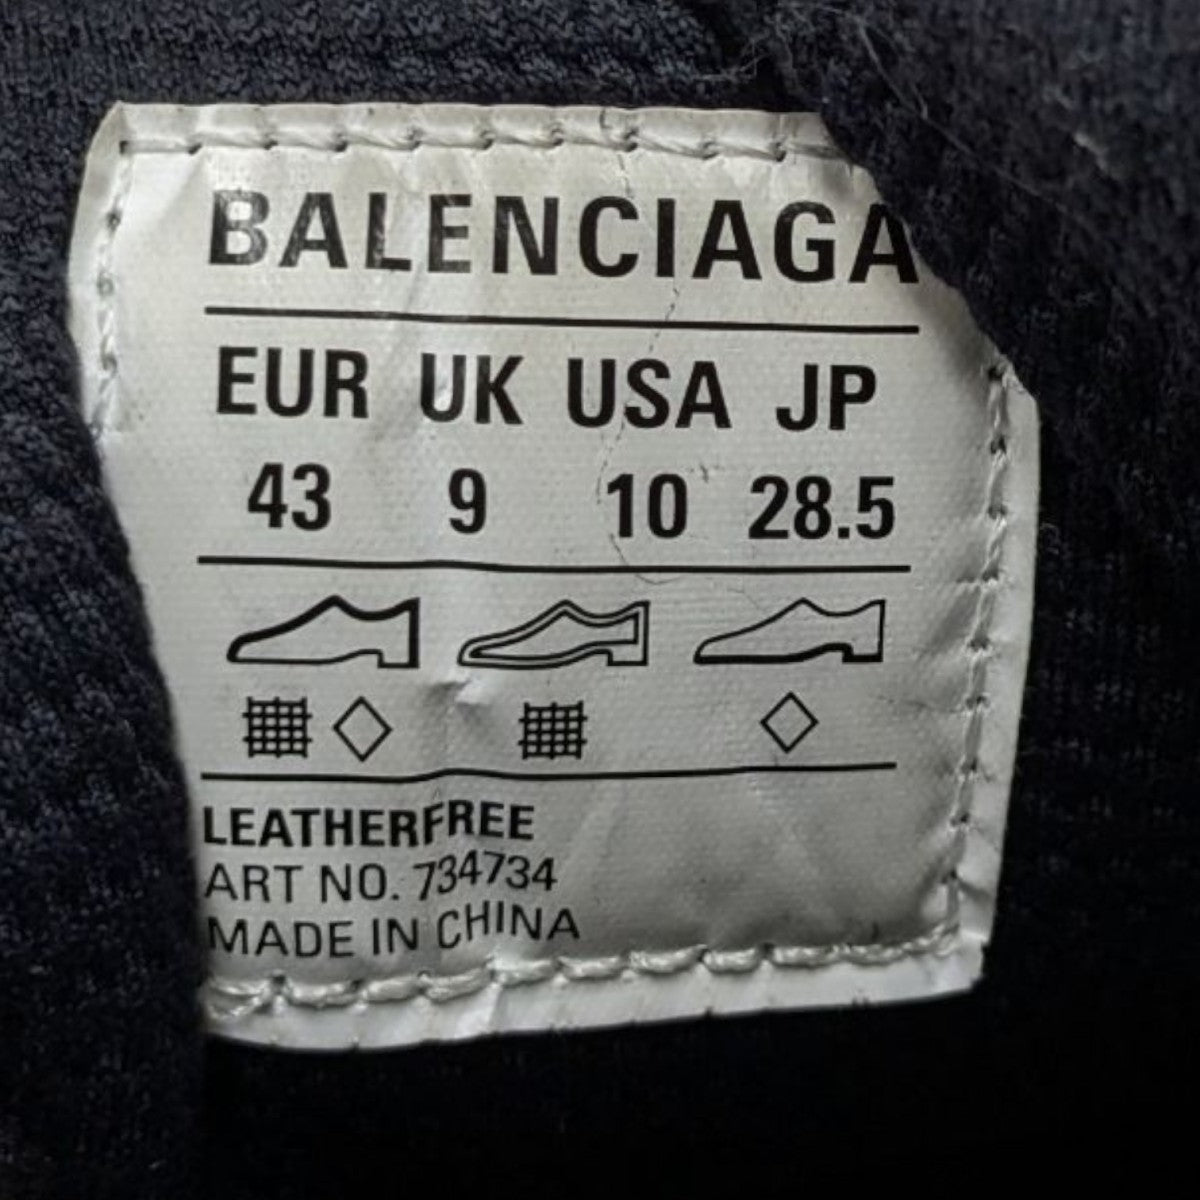 BALENCIAGA
EUR UK USA JP
43 9 10 28.5
LEATHERFREE
ART NO. 734734
MADE IN CHINA